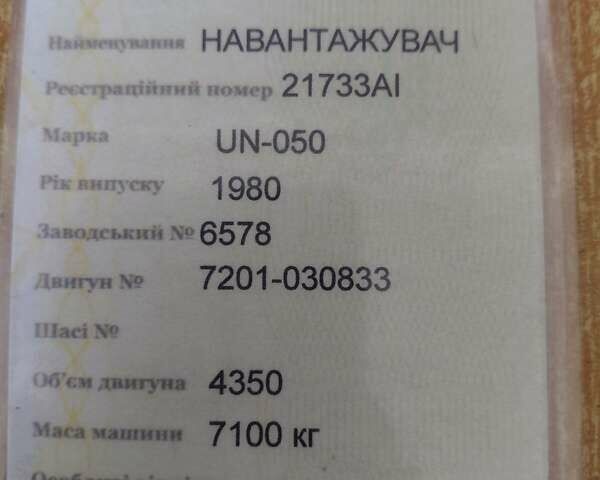 Найменування НАВАНТАЖУВАЧ
Реєстраційний номер 21733АІ
Марка UN-050
Рік випуску 1980
Заводський № 6578
Двигун № 7201-030833
Шасі №
Об'єм двигуна 4350
Маса машини 7100 кг